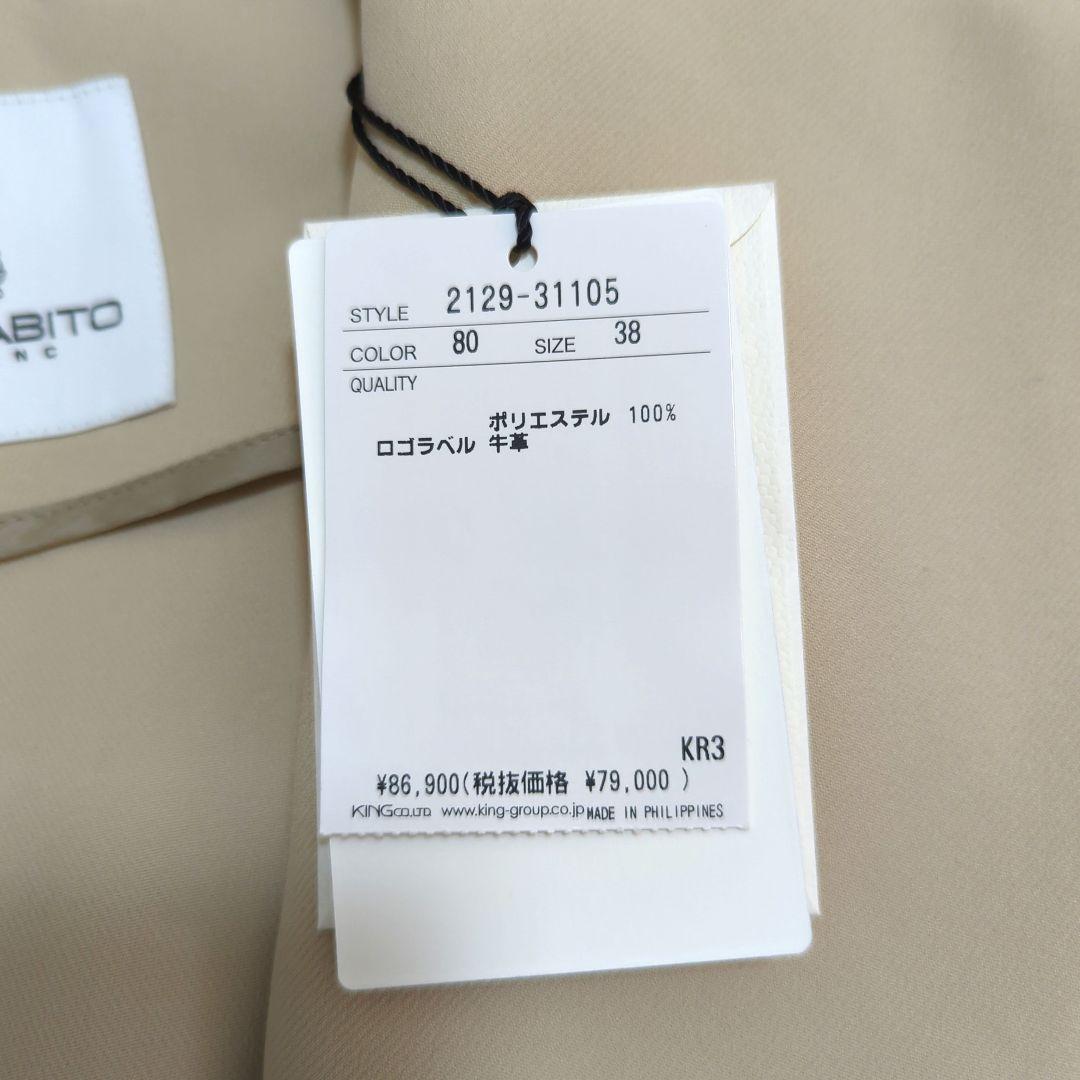 ABITO
NC
STYLE 2129-31105
COLOR 80 SIZE 38
QUALITY
ポリエステル 100%
ロゴラベル 牛革
KR3
¥86,900(税抜価格 ¥79,000 )
KING CO.,LTD. www.king-group.co.jp MADE IN PHILIPPINES